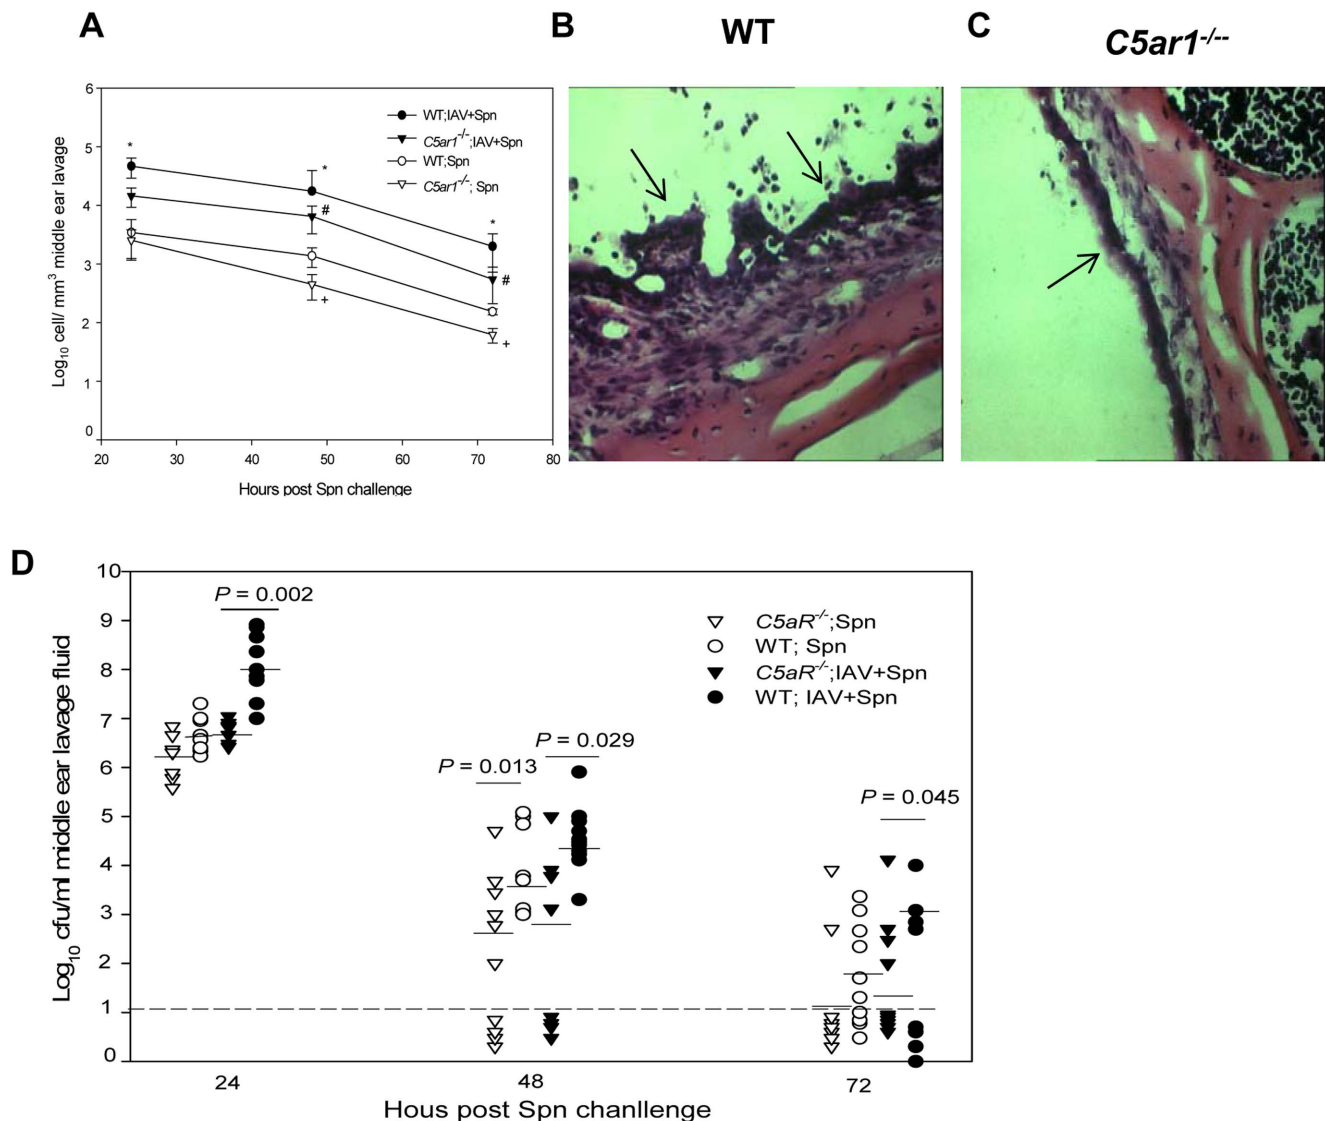 A
B
WT
C
C5ar1-/--
6
5
4
3
2
1
0
Log10 cell/ mm3 middle ear lavage
WT;IAV+Spn
C5ar1-/-;IAV+Spn
WT;Spn
C5ar1-/-; Spn
*
*
#
+
*
#
+
20
30
40
50
60
70
80
Hours post Spn challenge
D
10
9
8
7
6
5
4
3
2
1
0
Log10 cfu/ml middle ear lavage fluid
P = 0.002
C5aR-/-;Spn
WT; Spn
C5aR-/-;IAV+Spn
WT; IAV+Spn
P = 0.029
P = 0.013
P = 0.045
24
48
72
Hous post Spn chanllenge